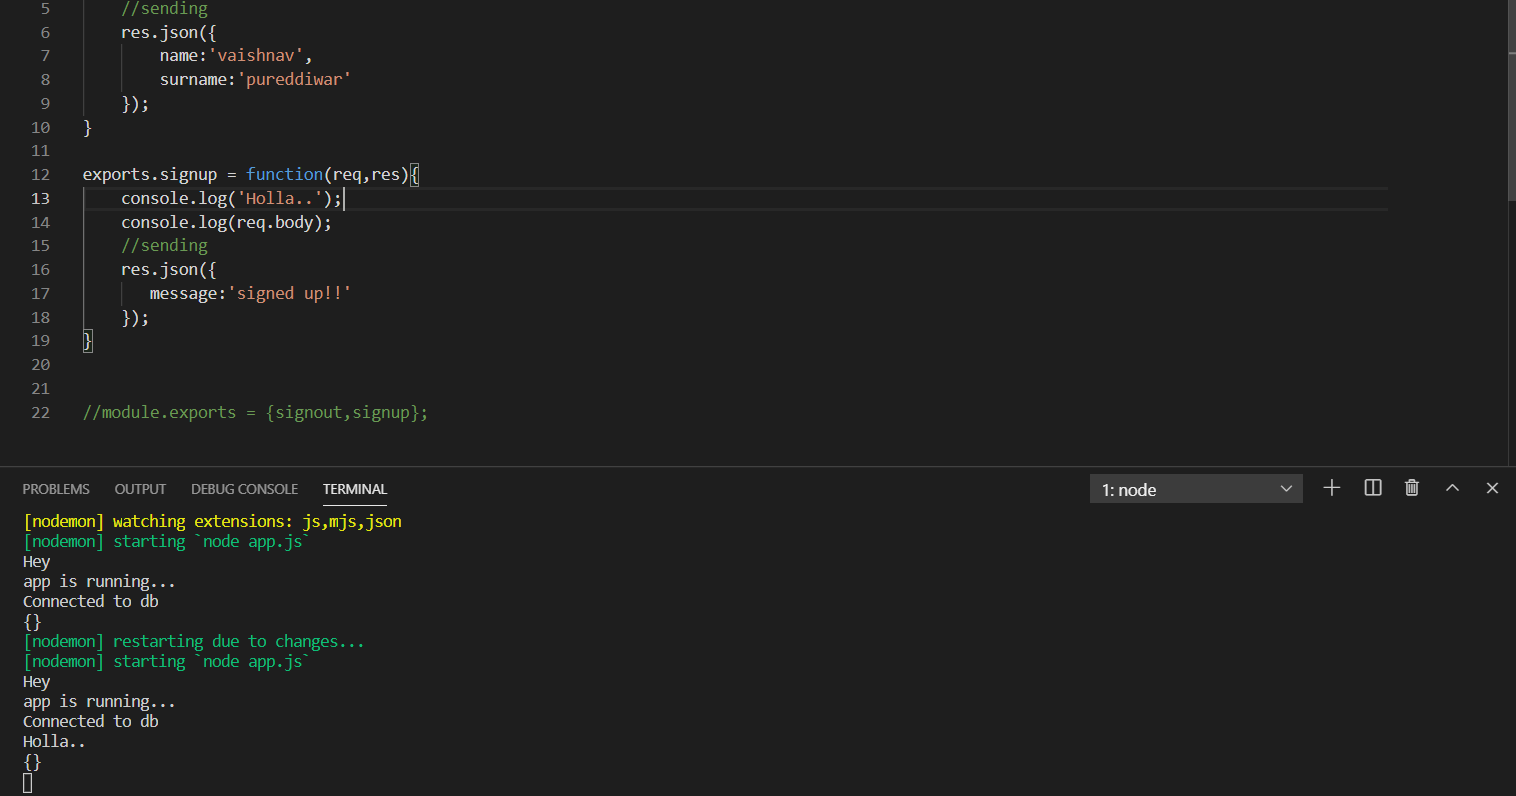 5 //sending
6 res.json({
7 name:'vaishnav',
8 surname:'pureddiwar'
9 });
10 }
11
12 exports.signup = function(req,res){
13 console.log('Holla..');
14 console.log(req.body);
15 //sending
16 res.json({
17 message:'signed up!!'
18 });
19 }
20
21
22 //module.exports = {signout,signup};
PROBLEMS OUTPUT DEBUG CONSOLE TERMINAL 1: node
[nodemon] watching extensions: js,mjs,json
[nodemon] starting `node app.js`
Hey
app is running...
Connected to db
{}
[nodemon] restarting due to changes...
[nodemon] starting `node app.js`
Hey
app is running...
Connected to db
Holla..
{}